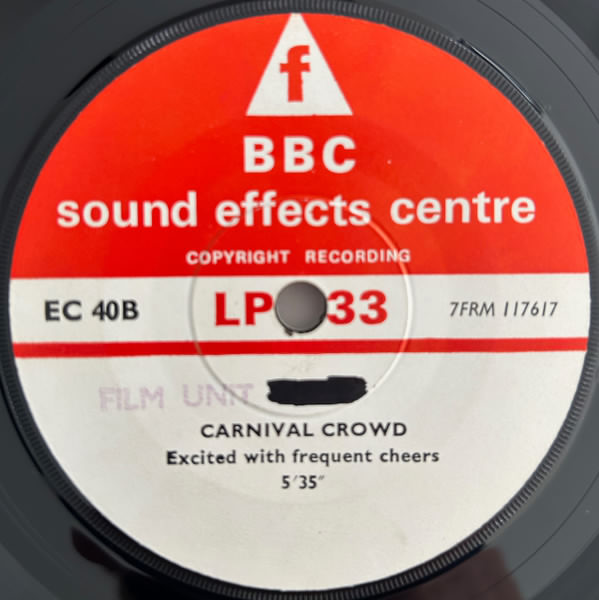 f
BBC
sound effects centre
COPYRIGHT RECORDING
EC 40B LP 33 7FRM 117617
FILM UNIT
CARNIVAL CROWD
Excited with frequent cheers
5′35″